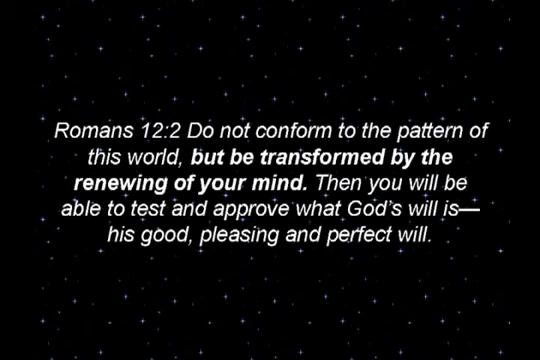 Romans 12:2 Do not conform to the pattern of
this world, but be transformed by the
renewing of your mind. Then you will be
able to test and approve what God's will is—
his good, pleasing and perfect will.